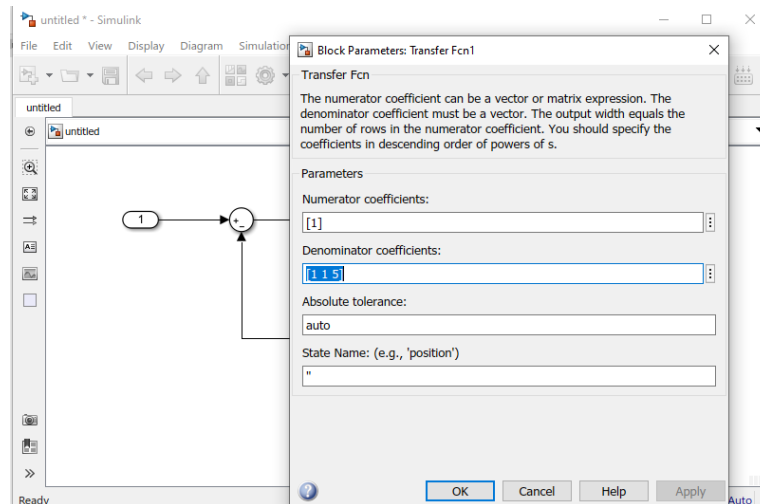 untitled * - Simulink
File Edit View Display Diagram Simulation
untitled
untitled
1
+
-
Ready
Auto
Block Parameters: Transfer Fcn1
Transfer Fcn
The numerator coefficient can be a vector or matrix expression. The
denominator coefficient must be a vector. The output width equals the
number of rows in the numerator coefficient. You should specify the
coefficients in descending order of powers of s.
Parameters
Numerator coefficients:
[1]
Denominator coefficients:
[1 1 5]
Absolute tolerance:
auto
State Name: (e.g., 'position')
''
OK Cancel Help Apply